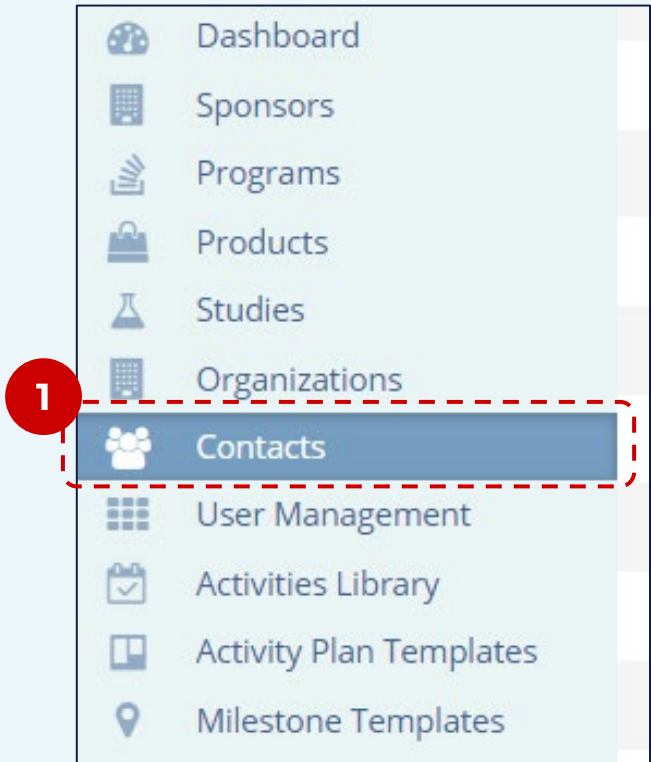 Dashboard
Sponsors
Programs
Products
Studies
Organizations
1
Contacts
User Management
Activities Library
Activity Plan Templates
Milestone Templates